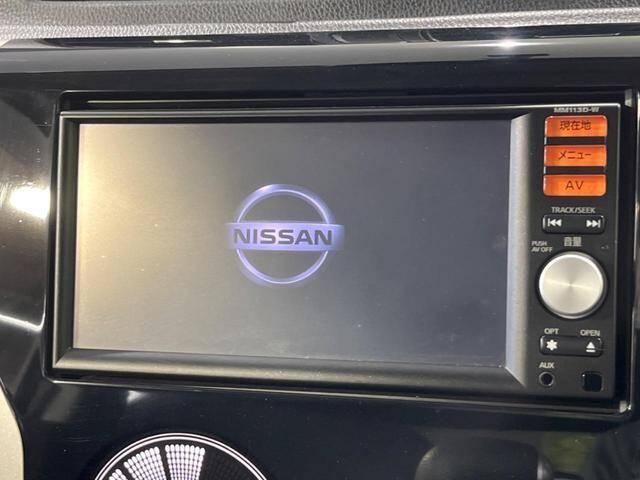 MM113D-W
現在地
メニュー
AV
TRACK/SEEK
PUSH
AV OFF
音量
NISSAN
OPT
OPEN
AUX